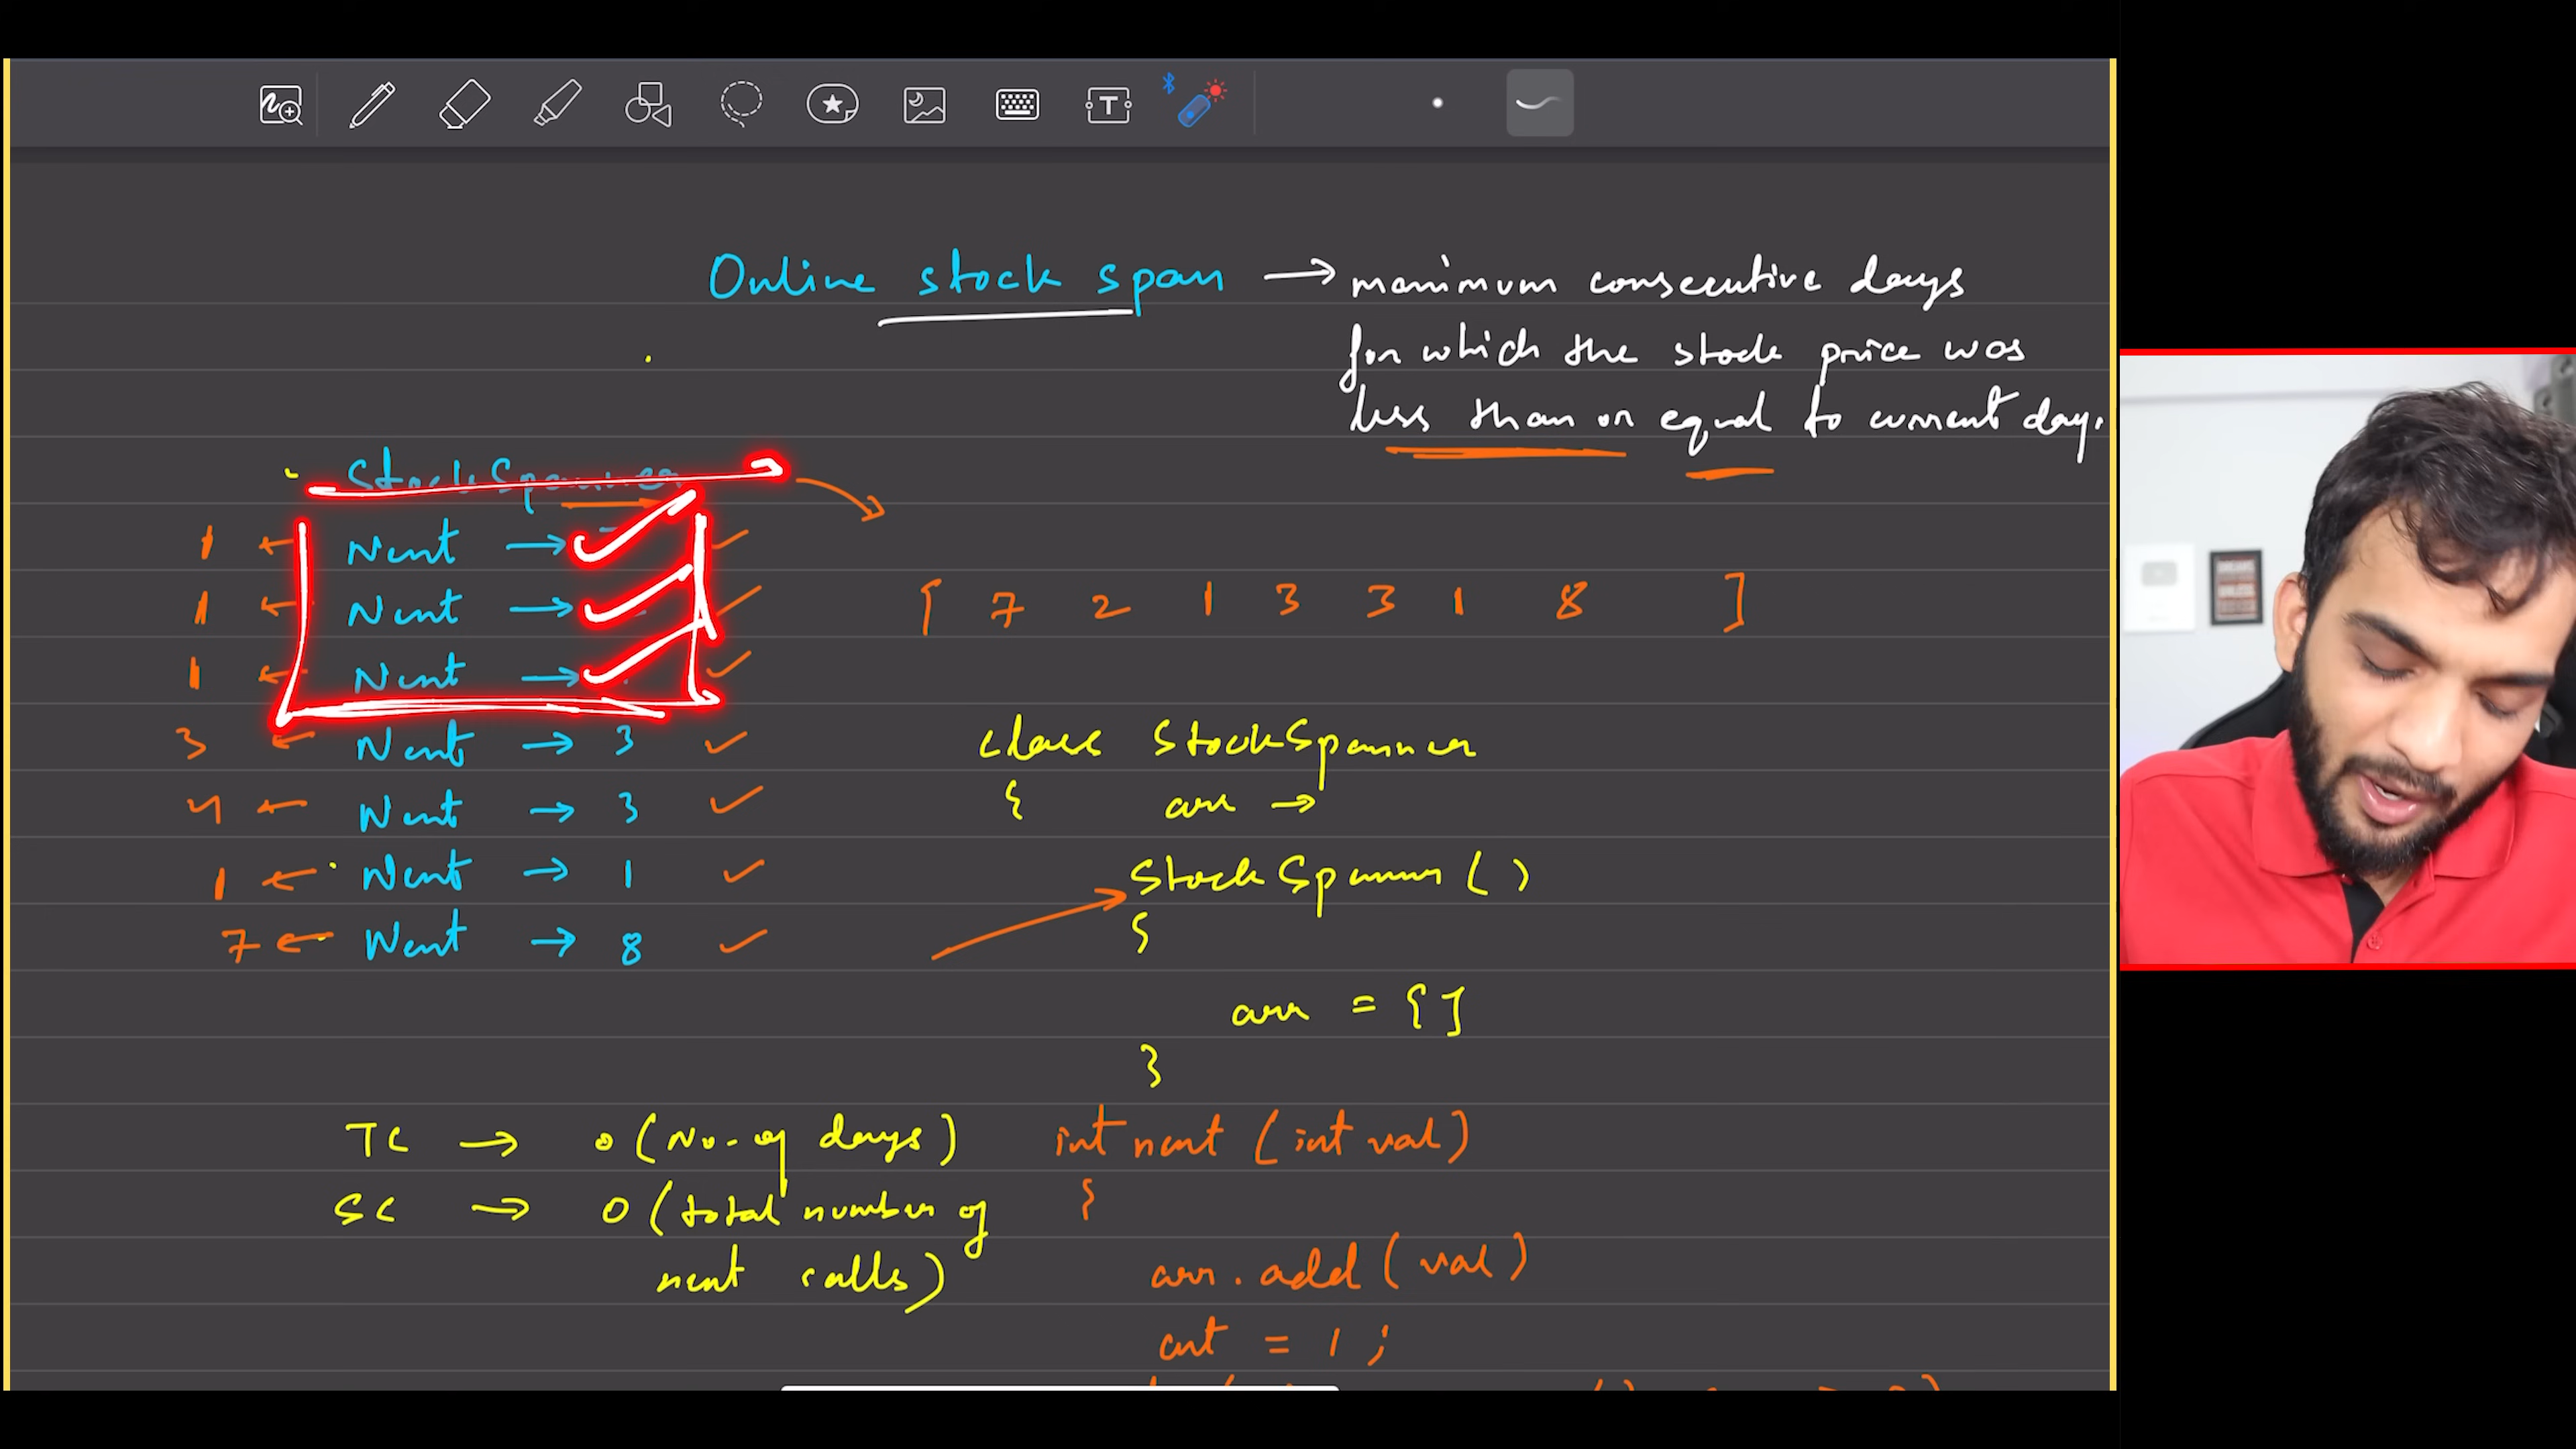 Online stock span → maximum consecutive days
for which the stock price was
less than or equal to current day.
StockSpanner
1 ← Next →
1 ← Next →
1 ← Next →
3 ← Next → 3
4 ← Next → 3
1 ← Next → 1
7 ← Next → 8
[ 7 2 1 3 3 1 8 ]
class StockSpanner
{ arr →
StockSpanner ( )
{
arr = [ ]
}
TC → O (No. of days)
SC → O (total number of
next calls)
int next (int val)
{
arr.add (val)
cnt = 1 ;